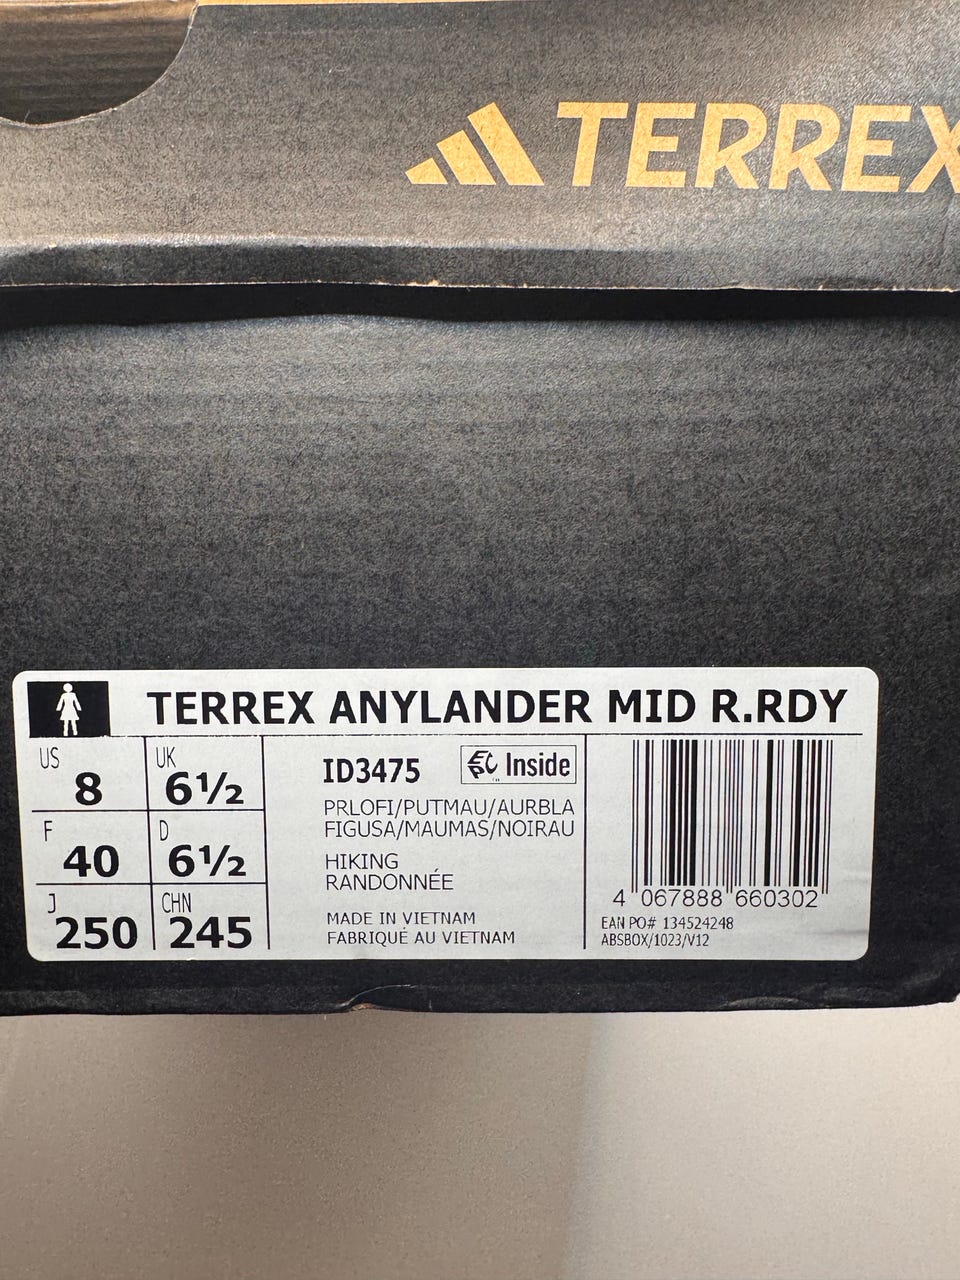 TERREX
TERREX ANYLANDER MID R.RDY
US
8
UK
6½
F
40
D
6½
J
250
CHN
245
ID3475
EPC Inside
PRLOFI/PUTMAU/AURBLA
FIGUSA/MAUMAS/NOIRAU
HIKING
RANDONNÉE
MADE IN VIETNAM
FABRIQUÉ AU VIETNAM
4 067888 660302
EAN PO# 134524248
ABSBOX/1023/V12